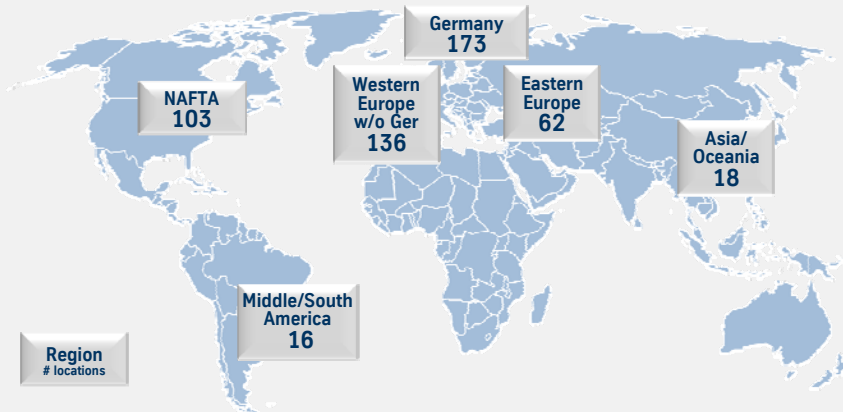 Germany
173
NAFTA
103
Western
Europe
w/o Ger
136
Eastern
Europe
62
Asia/
Oceania
18
Middle/South
America
16
Region
# locations